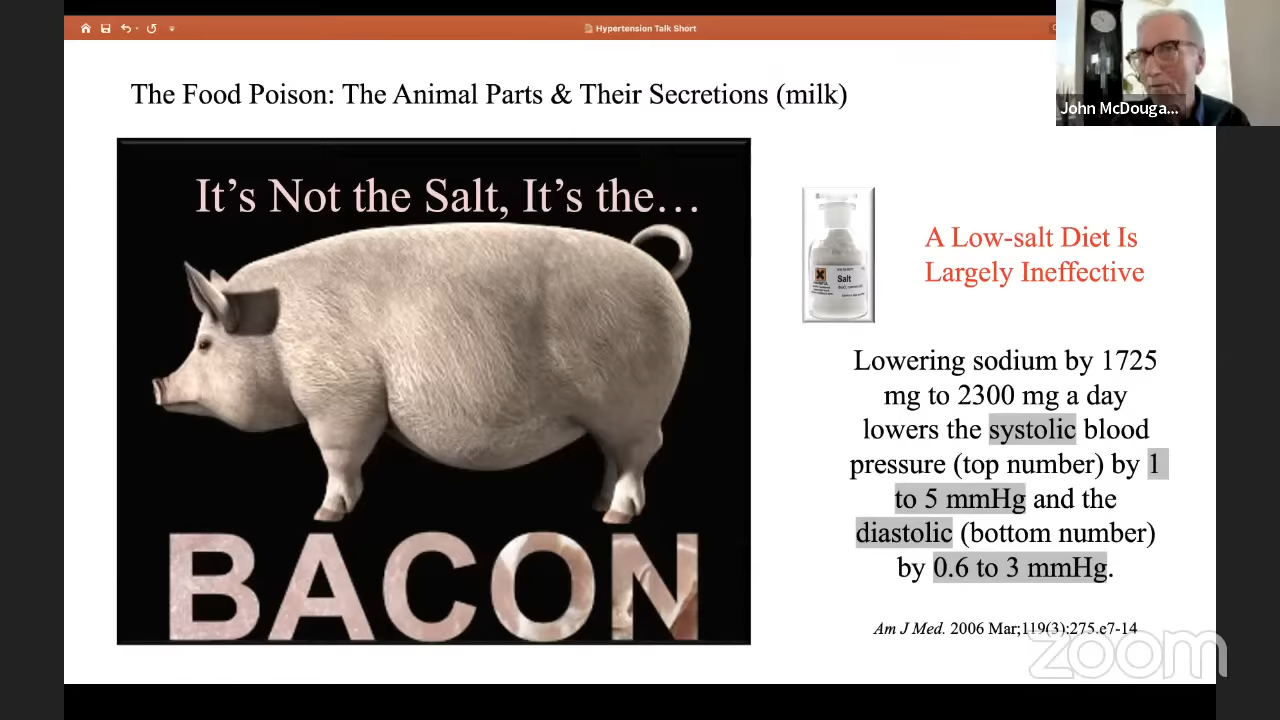 Hypertension Talk Short
John McDouga...
The Food Poison: The Animal Parts & Their Secretions (milk)
It’s Not the Salt, It’s the…
BACON
Salt
A Low-salt Diet Is
Largely Ineffective
Lowering sodium by 1725
mg to 2300 mg a day
lowers the systolic blood
pressure (top number) by 1
to 5 mmHg and the
diastolic (bottom number)
by 0.6 to 3 mmHg.
Am J Med. 2006 Mar;119(3):275.e7-14
zoom